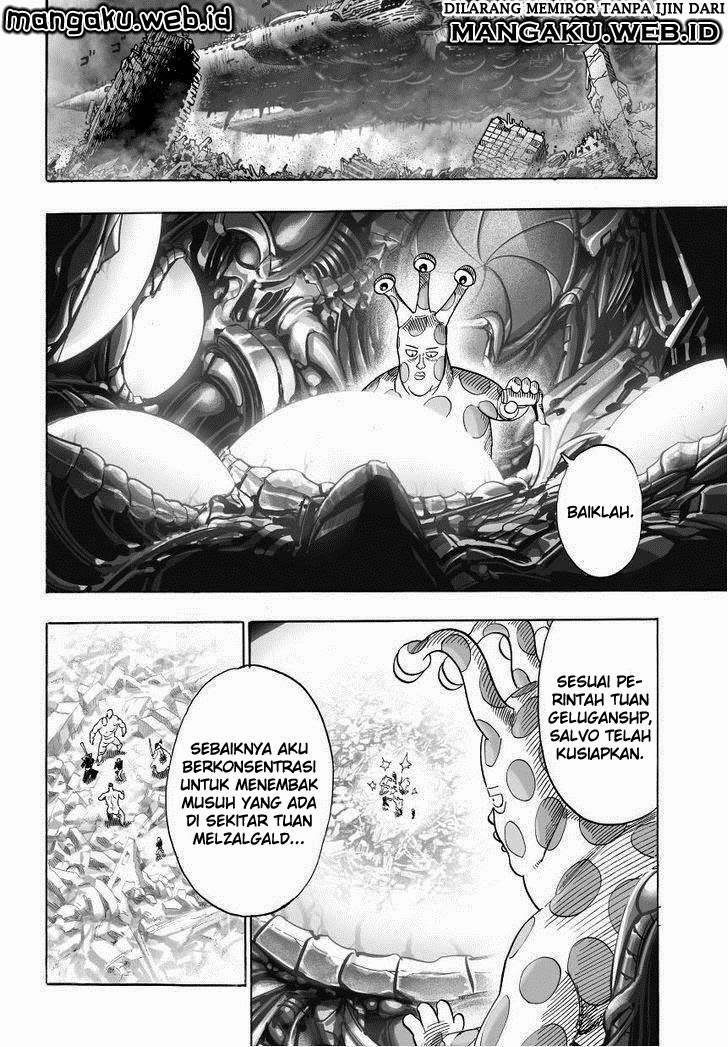 mangaku.web.id
DILARANG MEMIROR TANPA IJIN DARI
MANGAKU.WEB.ID
BAIKLAH.
SESUAI PE-
RINTAH TUAN
GELUGANSHP,
SALVO TELAH
KUSIAPKAN.
SEBAIKNYA AKU
BERKONSENTRASI
UNTUK MENEMBAK
MUSUH YANG ADA
DI SEKITAR TUAN
MELZALGALD...